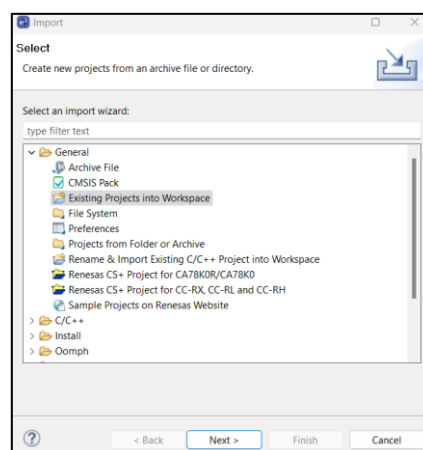 Import
Select
Create new projects from an archive file or directory.
Select an import wizard:
type filter text
General
Archive File
CMSIS Pack
Existing Projects into Workspace
File System
Preferences
Projects from Folder or Archive
Rename & Import Existing C/C++ Project into Workspace
Renesas CS+ Project for CA78K0R/CA78K0
Renesas CS+ Project for CC-RX, CC-RL and CC-RH
Sample Projects on Renesas Website
C/C++
Install
Oomph
? < Back Next > Finish Cancel